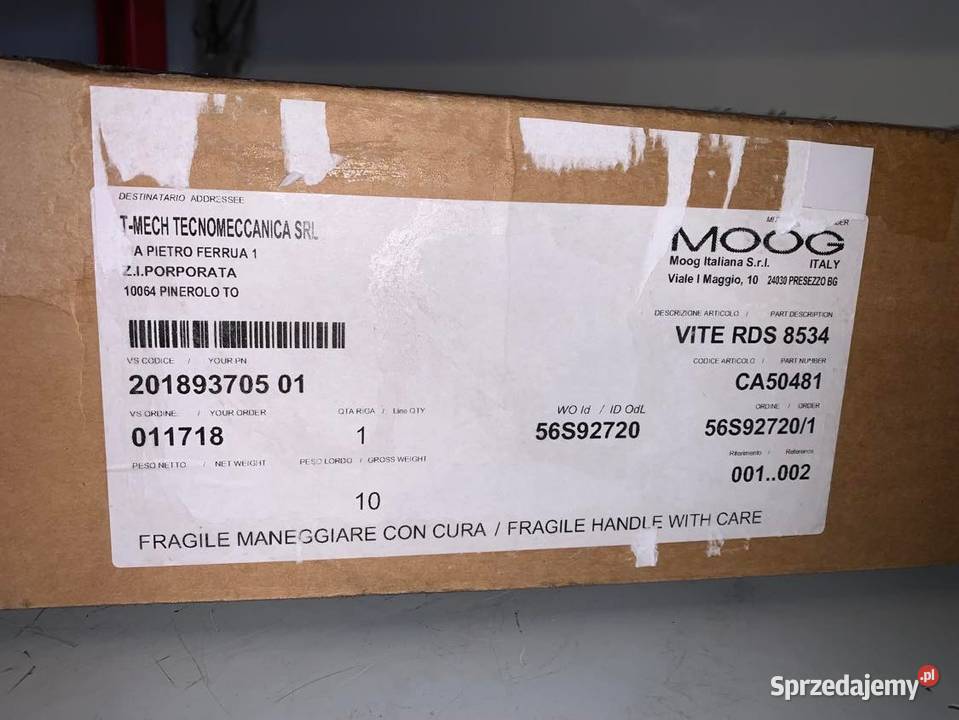 DESTINATARIO ADDRESSEE
T-MECH TECNOMECCANICA SRL
A PIETRO FERRUA 1
Z.I.PORPORATA
10064 PINEROLO TO
VS CODICE / YOUR PN
201893705 01
VS ORDINE / YOUR ORDER
011718
QTA RIGA / Line QTY
1
PESO NETTO / NET WEIGHT
PESO LORDO / GROSS WEIGHT
10
MOOG
Moog Italiana S.r.l. ITALY
Viale I Maggio, 10 24030 PRESEZZO BG
DESCRIZIONE ARTICOLO / PART DESCRIPTION
VITE RDS 8534
CODICE ARTICOLO / PART NUMBER
CA50481
WO Id / ID OdL
56S92720
ORDINE / ORDER
56S92720/1
Riferimento / Reference
001..002
FRAGILE MANEGGIARE CON CURA / FRAGILE HANDLE WITH CARE
Sprzedajemy.pl